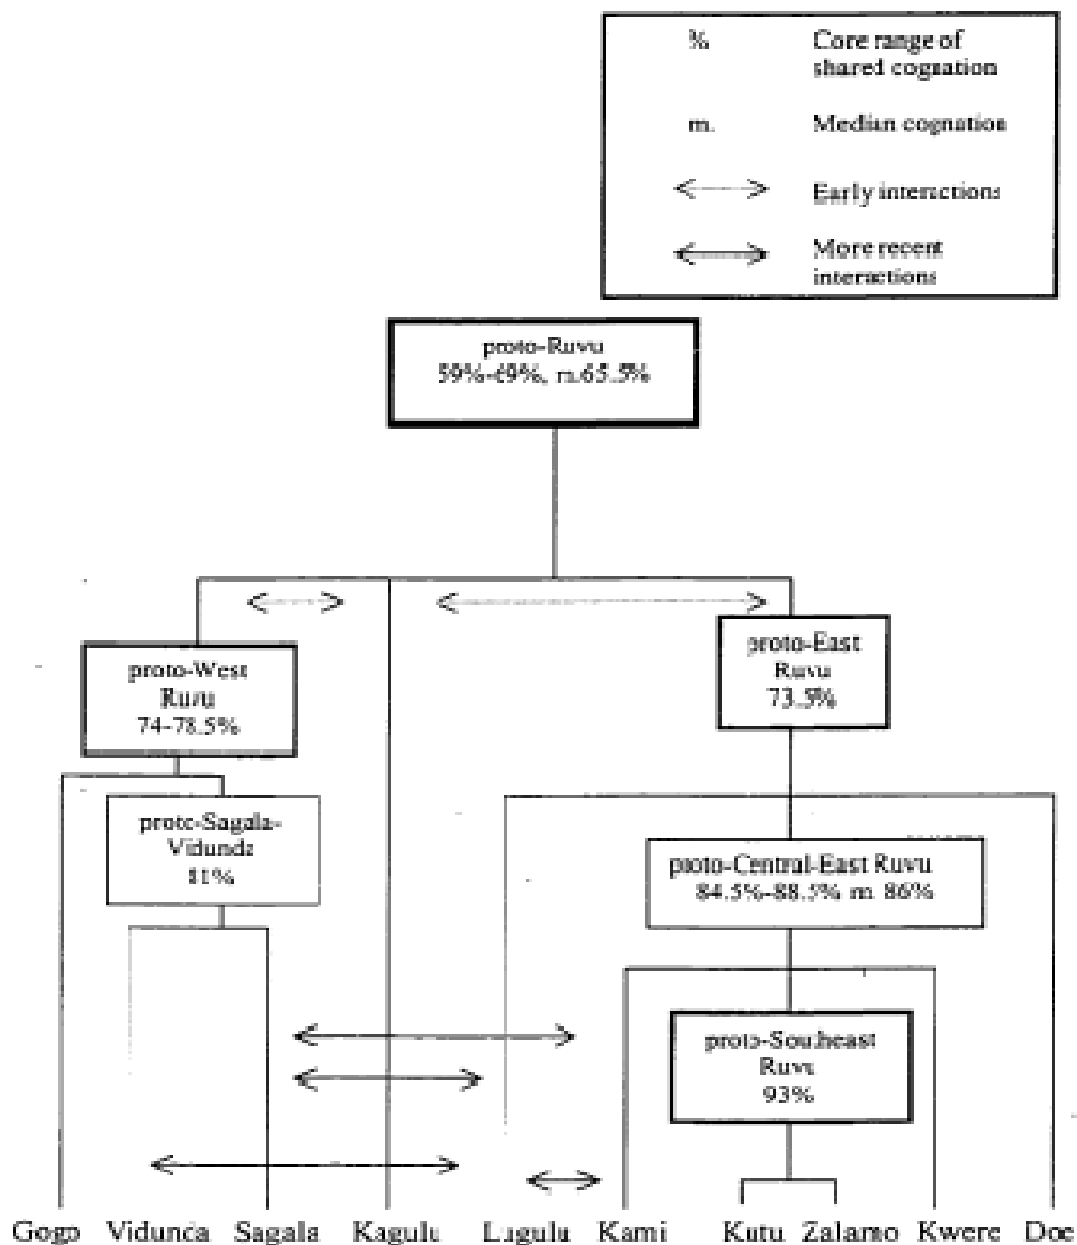 % Core range of
shared cognation
m. Median cognation
Early interactions
More recent
interactions
proto-Ruvu
59%-69%, m.65.5%
proto-West
Ruvu
74-78.5%
proto-East
Ruvu
73.5%
proto-Sagala-
Vidunda
81%
proto-Central-East Ruvu
84.5%-88.5% m. 86%
proto-Southeast
Ruvu
93%
Gogo Vidunda Sagala Kagulu Lugulu Kami Kutu Zalamo Kwere Doe